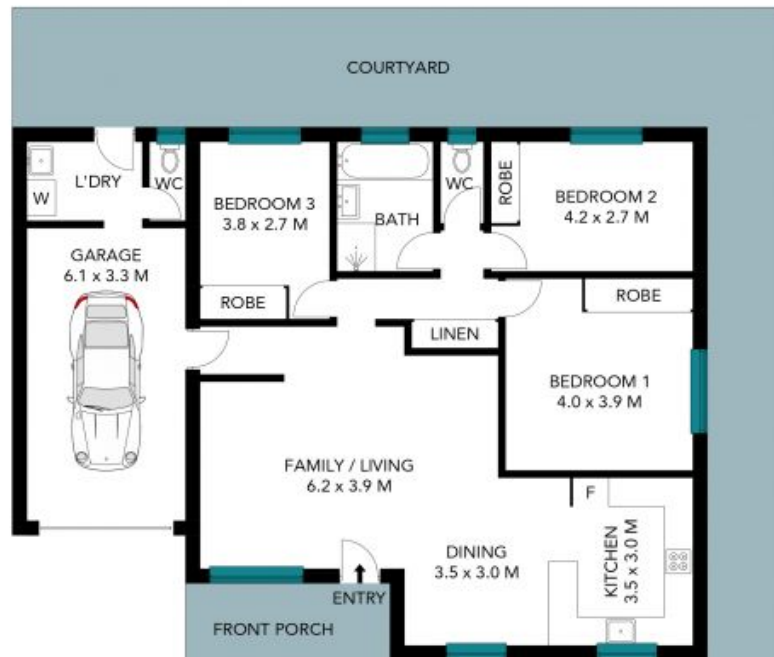 COURTYARD
L'DRY
W
WC
BEDROOM 3
3.8 x 2.7 M
ROBE
BATH
WC
ROBE
BEDROOM 2
4.2 x 2.7 M
GARAGE
6.1 x 3.3 M
LINEN
ROBE
BEDROOM 1
4.0 x 3.9 M
FAMILY / LIVING
6.2 x 3.9 M
DINING
3.5 x 3.0 M
F
KITCHEN
3.5 x 3.0 M
ENTRY
FRONT PORCH